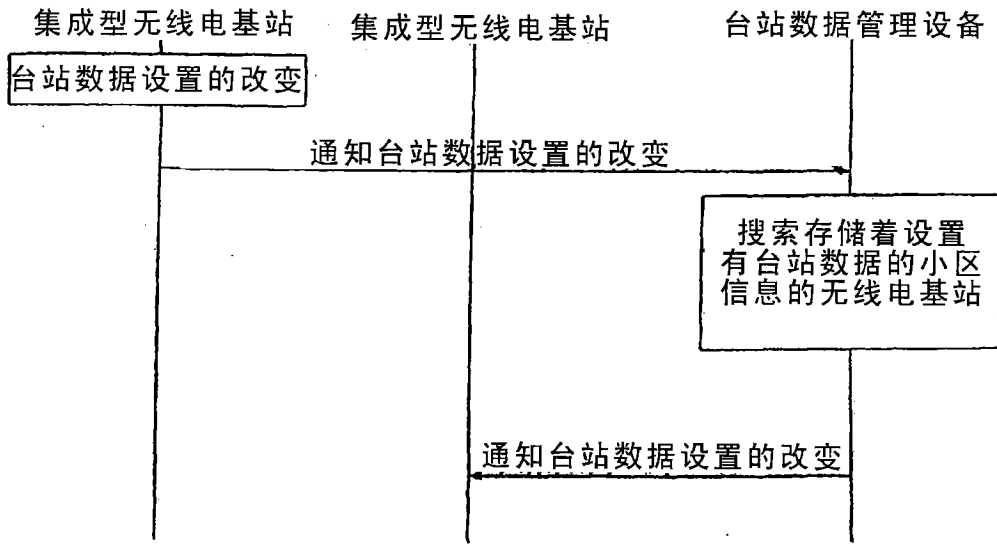 集成型无线电基站
集成型无线电基站
台站数据管理设备
台站数据设置的改变
通知台站数据设置的改变
搜索存储着设置
有台站数据的小区
信息的无线电基站
通知台站数据设置的改变